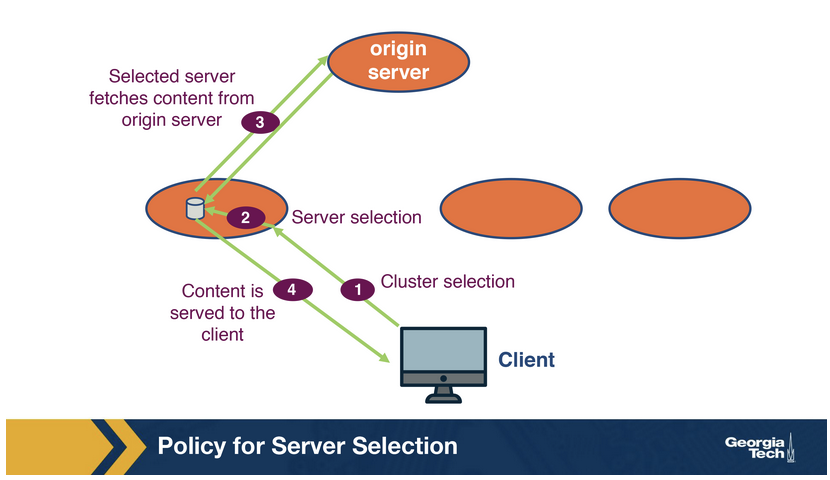 origin
server
Selected server
fetches content from
origin server
3
2
Server selection
1
Cluster selection
4
Content is
served to the
client
Client
Policy for Server Selection
Georgia
Tech